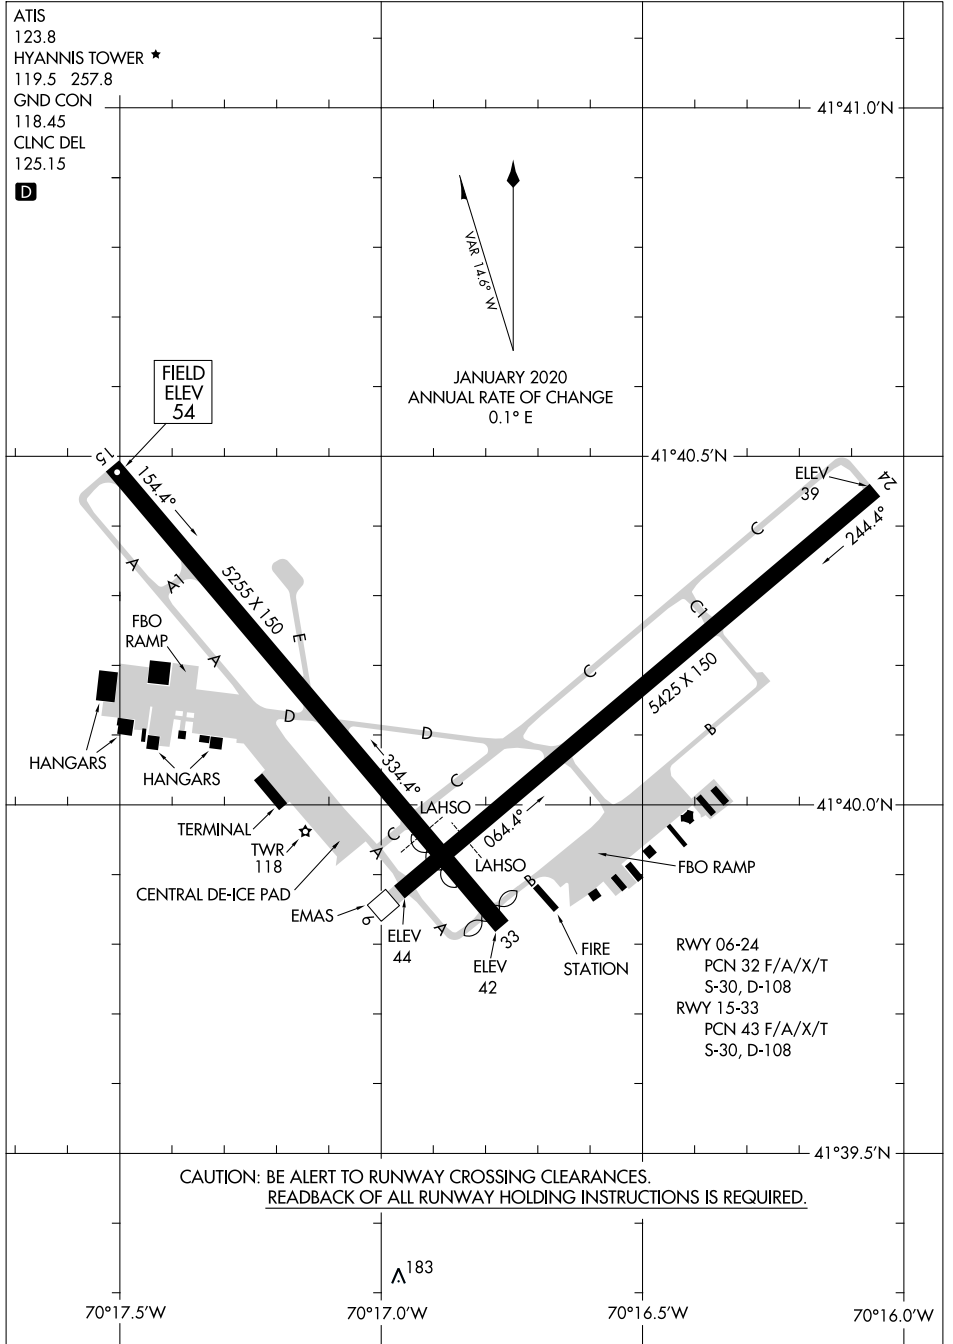 ATIS
123.8
HYANNIS TOWER
119.5 257.8
GND CON
118.45
CLNC DEL
125.15
D
41°41.0'N
VAR 14.6° W
JANUARY 2020
ANNUAL RATE OF CHANGE
0.1° E
FIELD
ELEV
54
41°40.5'N
15
154.4°
ELEV
39
24
244.4°
C
A
A1
5255 X 150
E
C1
FBO
RAMP
A
C
5425 X 150
D
D
B
HANGARS
HANGARS
334.4°
C
LAHSO
064.4°
41°40.0'N
TERMINAL
TWR
118
C
A
LAHSO
FBO RAMP
CENTRAL DE-ICE PAD
B
EMAS
6
ELEV
44
A
33
ELEV
42
FIRE
STATION
RWY 06-24
PCN 32 F/A/X/T
S-30, D-108
RWY 15-33
PCN 43 F/A/X/T
S-30, D-108
41°39.5'N
CAUTION: BE ALERT TO RUNWAY CROSSING CLEARANCES.
READBACK OF ALL RUNWAY HOLDING INSTRUCTIONS IS REQUIRED.
183
70°17.5'W
70°17.0'W
70°16.5'W
70°16.0'W